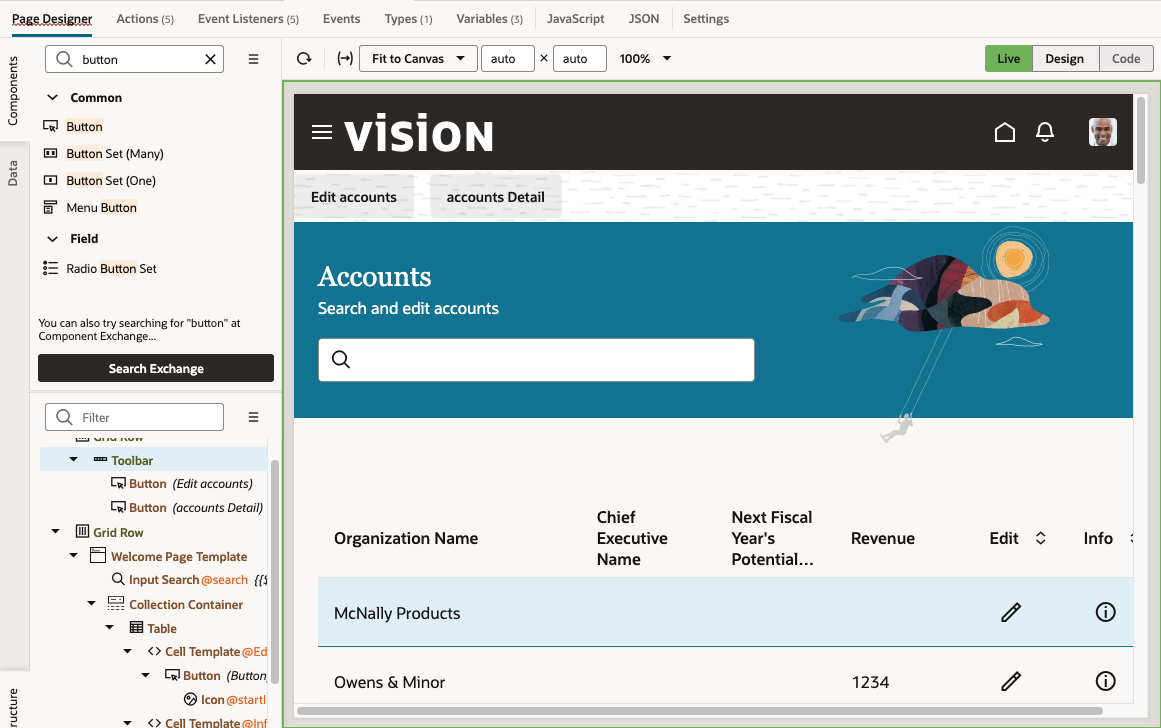 Page Designer
Actions (5)
Event Listeners (5)
Events
Types (1)
Variables (3)
JavaScript
JSON
Settings
Components
Data
button
Common
Button
Button Set (Many)
Button Set (One)
Menu Button
Field
Radio Button Set
You can also try searching for "button" at
Component Exchange...
Search Exchange
Filter
Grid Row
Toolbar
Button (Edit accounts)
Button (accounts Detail)
Grid Row
Welcome Page Template
Input Search @search {{$
Collection Container
Table
Cell Template @Ed
Button (Button
Icon @startI
Cell Template @Inf
ructure
Fit to Canvas
auto
×
auto
100%
Live
Design
Code
vision
Edit accounts
accounts Detail
Accounts
Search and edit accounts
Organization Name
Chief
Executive
Name
Next Fiscal
Year's
Potential...
Revenue
Edit
Info
McNally Products
Owens & Minor
1234